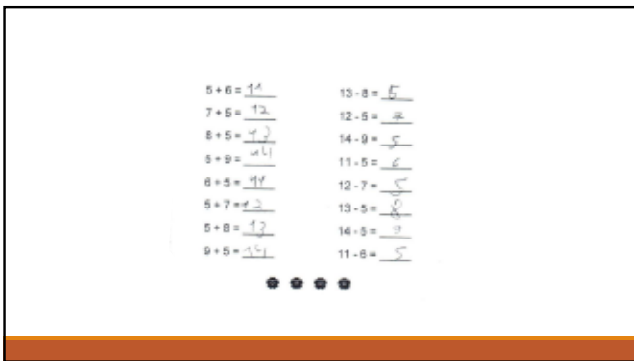 5 + 6 = 11
7 + 5 = 12
8 + 5 = 13
5 + 9 = 14
6 + 5 = 11
5 + 7 = 12
5 + 8 = 13
9 + 5 = 14
13 - 8 = 5
12 - 5 = 7
14 - 9 = 5
11 - 5 = 6
12 - 7 = 5
13 - 5 = 8
14 - 5 = 9
11 - 6 = 5